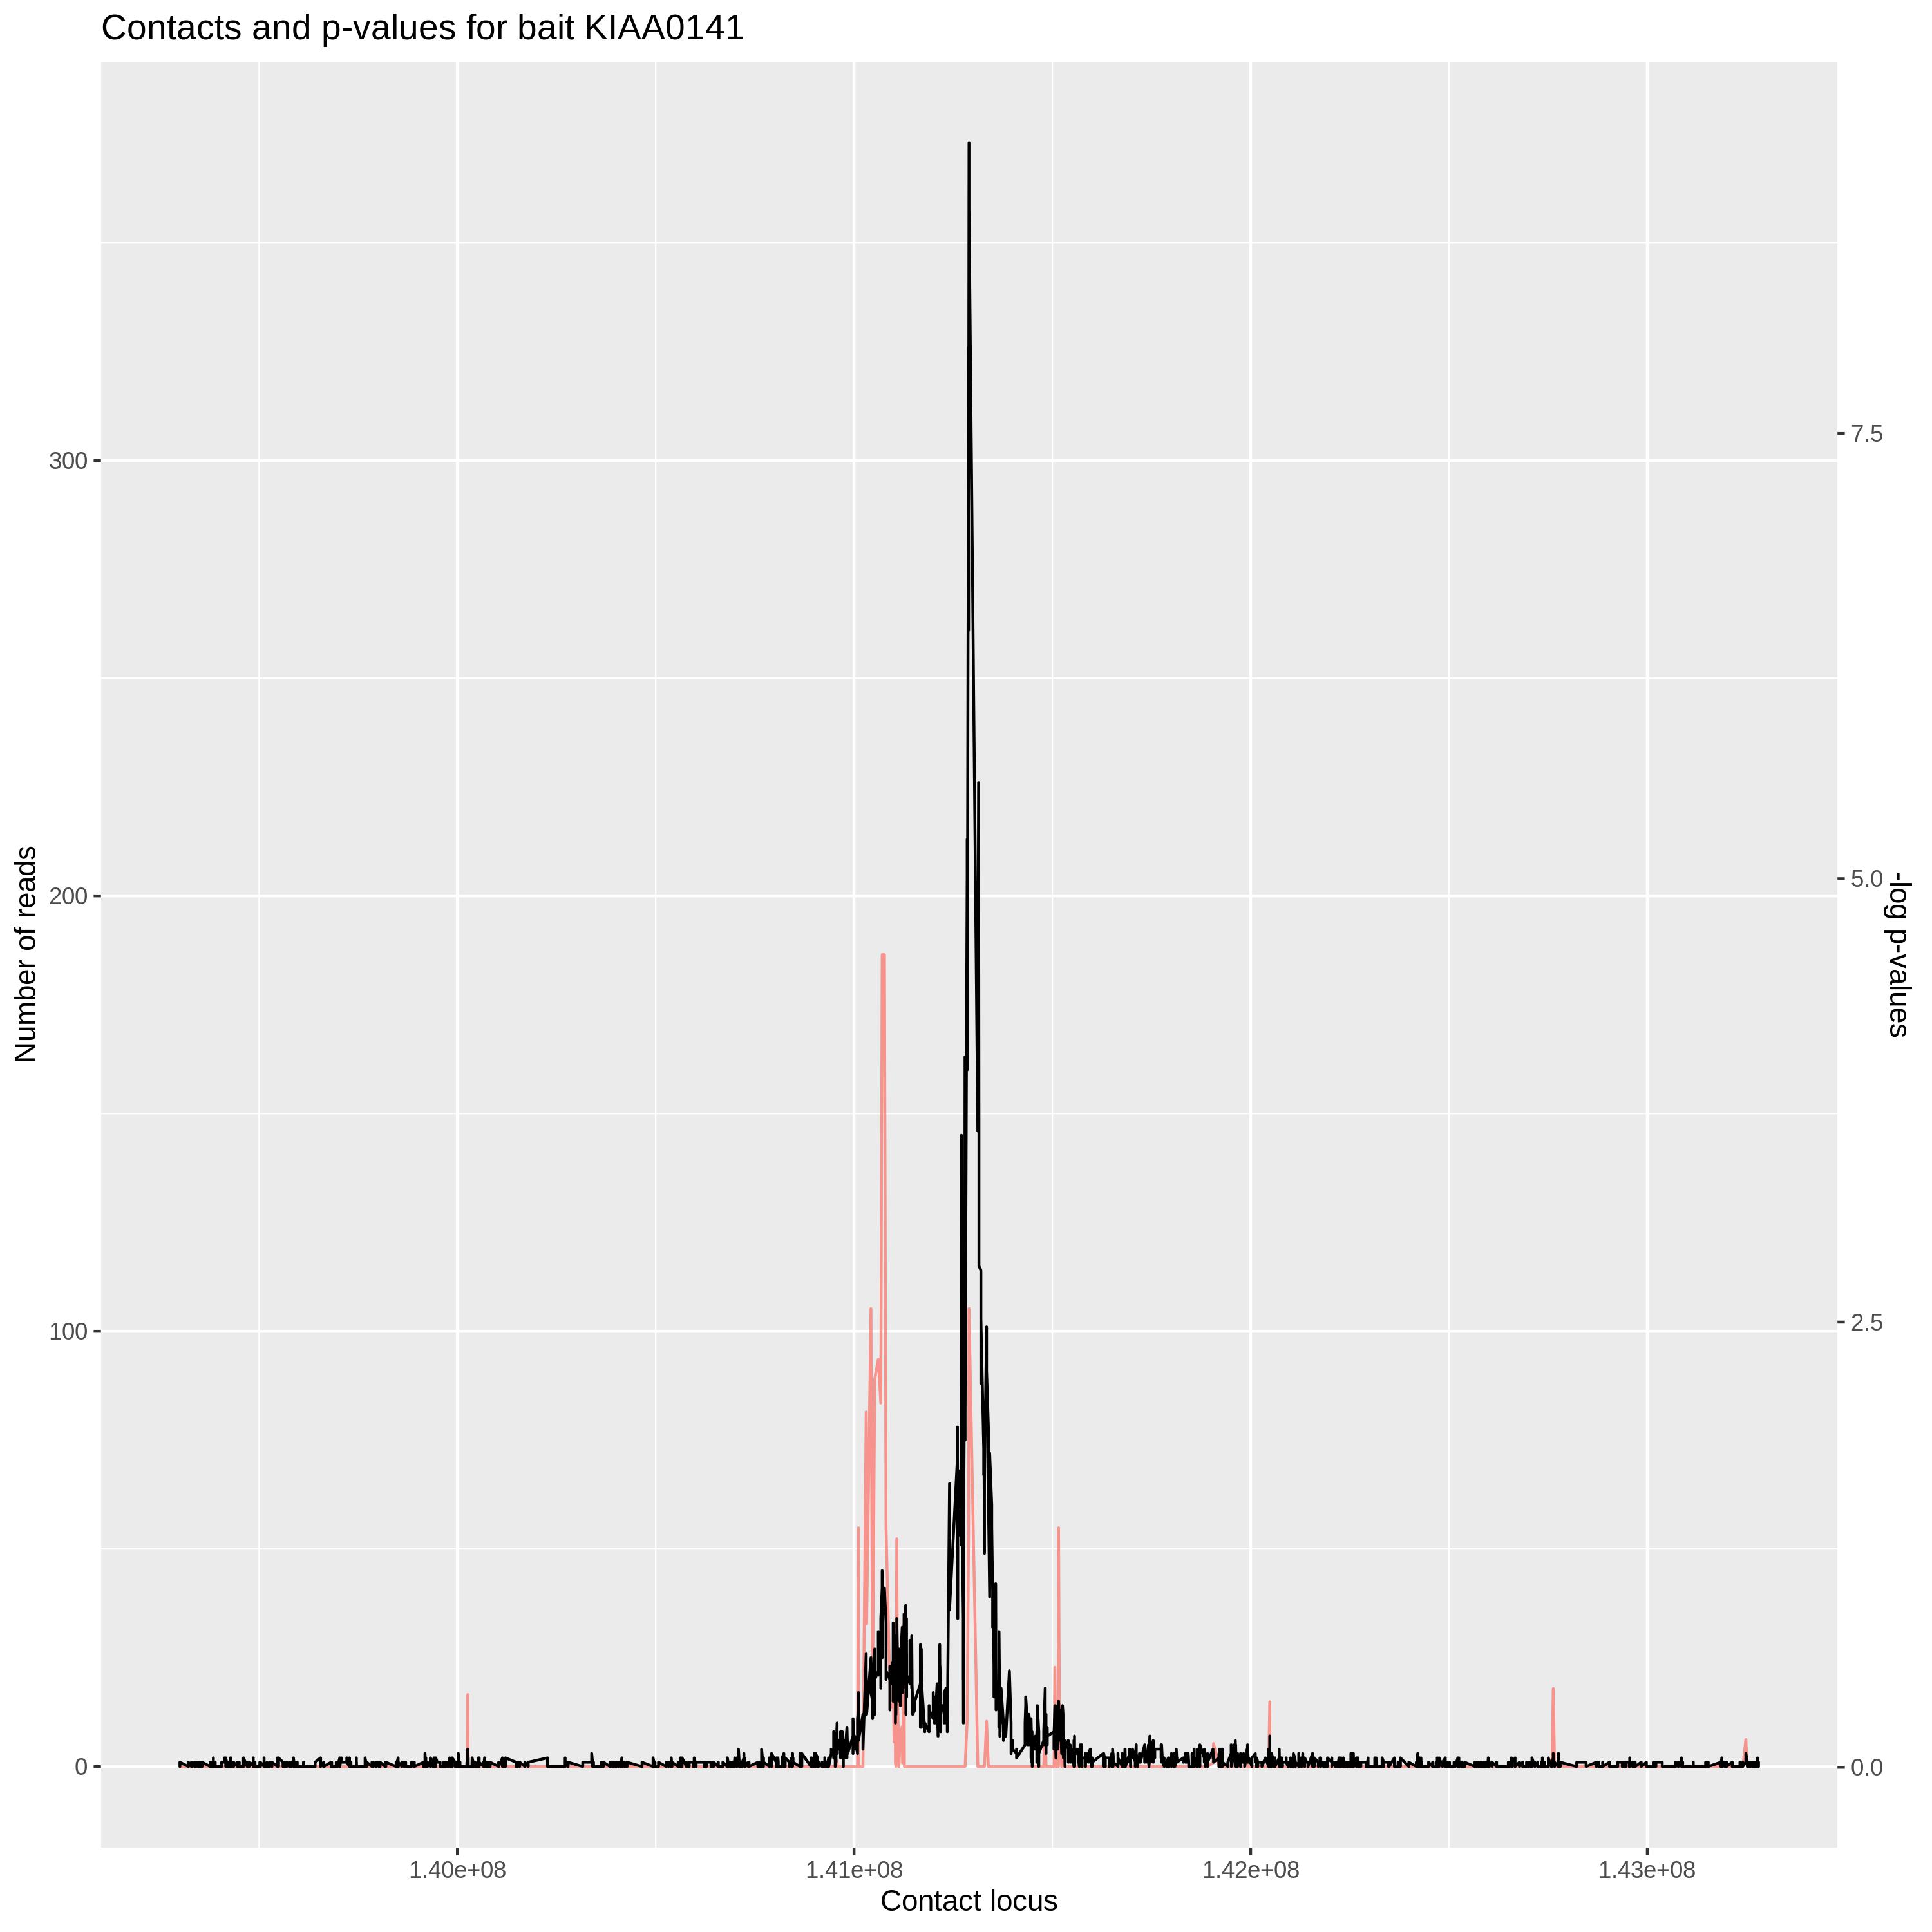 Contacts and p-values for bait KIAA0141
Number of reads
300
200
100
0
7.5
5.0
2.5
0.0
-log p-values
1.40e+08
1.41e+08
1.42e+08
1.43e+08
Contact locus